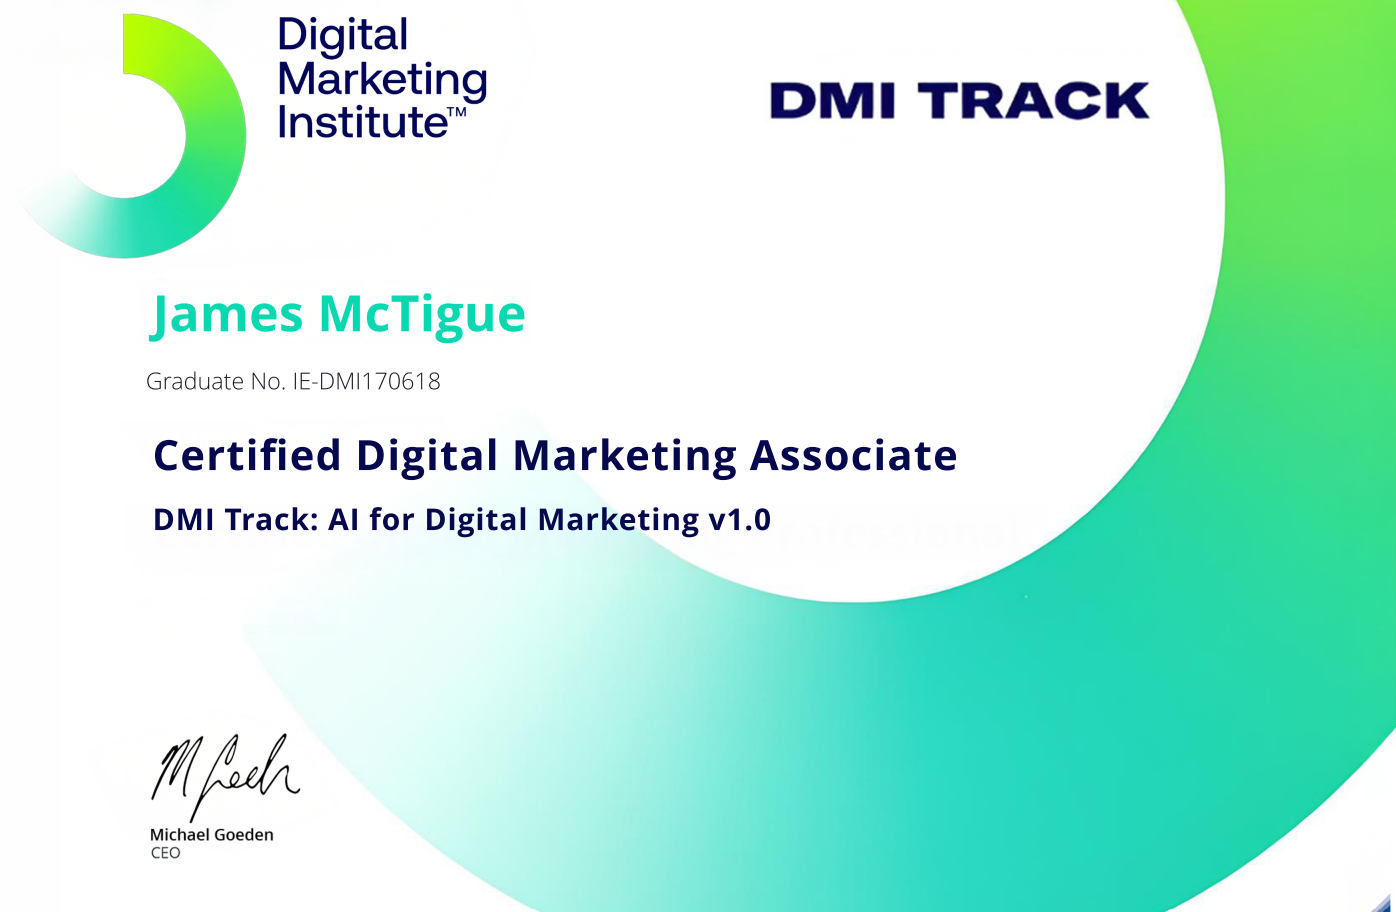 Digital
Marketing
Institute™
DMI TRACK
James McTigue
Graduate No. IE-DMI170618
Certified Digital Marketing Associate
DMI Track: AI for Digital Marketing v1.0
Michael Goeden
CEO